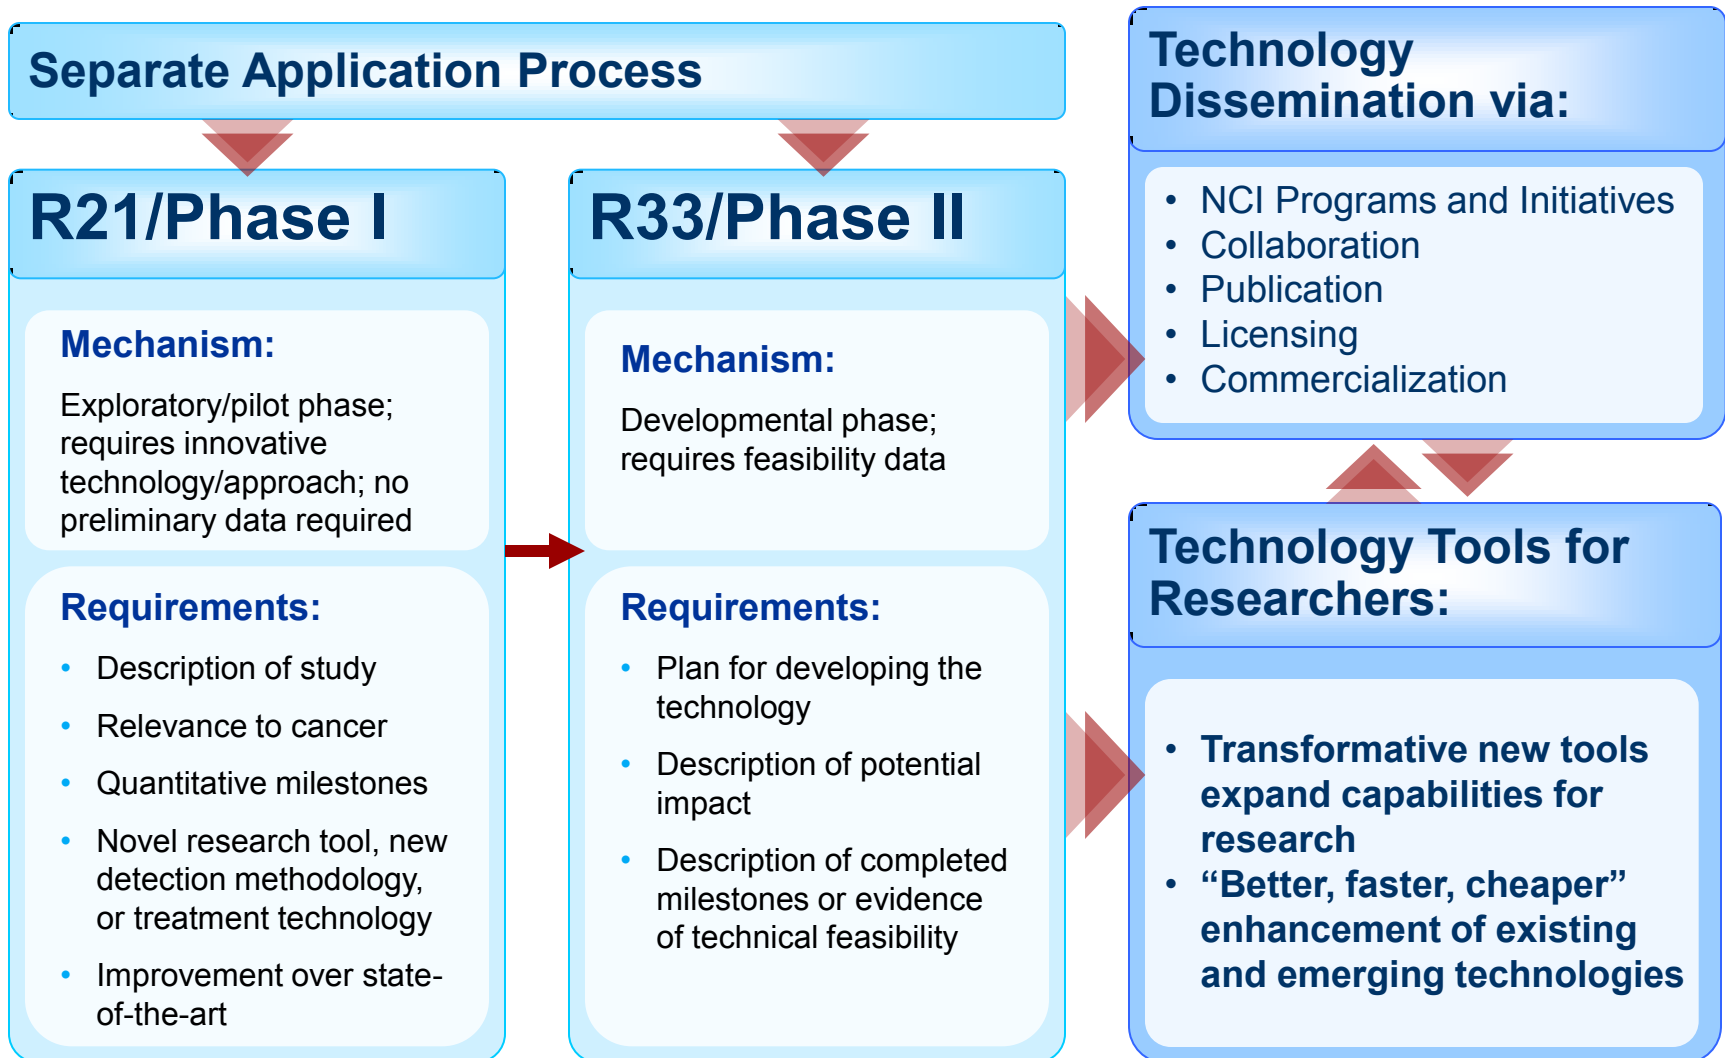 Separate Application Process
R21/Phase I
Mechanism:
Exploratory/pilot phase;
requires innovative
technology/approach; no
preliminary data required
Requirements:
• Description of study
• Relevance to cancer
• Quantitative milestones
• Novel research tool, new
detection methodology,
or treatment technology
• Improvement over state-
of-the-art
R33/Phase II
Mechanism:
Developmental phase;
requires feasibility data
Requirements:
• Plan for developing the
technology
• Description of potential
impact
• Description of completed
milestones or evidence
of technical feasibility
Technology
Dissemination via:
• NCI Programs and Initiatives
• Collaboration
• Publication
• Licensing
• Commercialization
Technology Tools for
Researchers:
• Transformative new tools
expand capabilities for
research
• “Better, faster, cheaper”
enhancement of existing
and emerging technologies